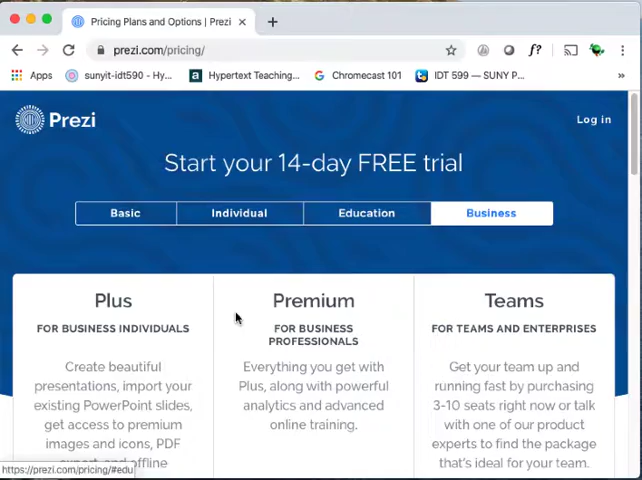 Pricing Plans and Options | Prezi
prezi.com/pricing/
f?
Apps
sunyit-idt590 - Hy...
Hypertext Teaching...
Chromecast 101
IDT 599 — SUNY P...
»
Prezi
Log in
Start your 14-day FREE trial
Basic
Individual
Education
Business
Plus
FOR BUSINESS INDIVIDUALS
Create beautiful
presentations, import your
existing PowerPoint slides,
get access to premium
images and icons, PDF
export, and offline
Premium
FOR BUSINESS
PROFESSIONALS
Everything you get with
Plus, along with powerful
analytics and advanced
online training.
Teams
FOR TEAMS AND ENTERPRISES
Get your team up and
running fast by purchasing
3-10 seats right now or talk
with one of our product
experts to find the package
that's ideal for your team.
https://prezi.com/pricing/#edu